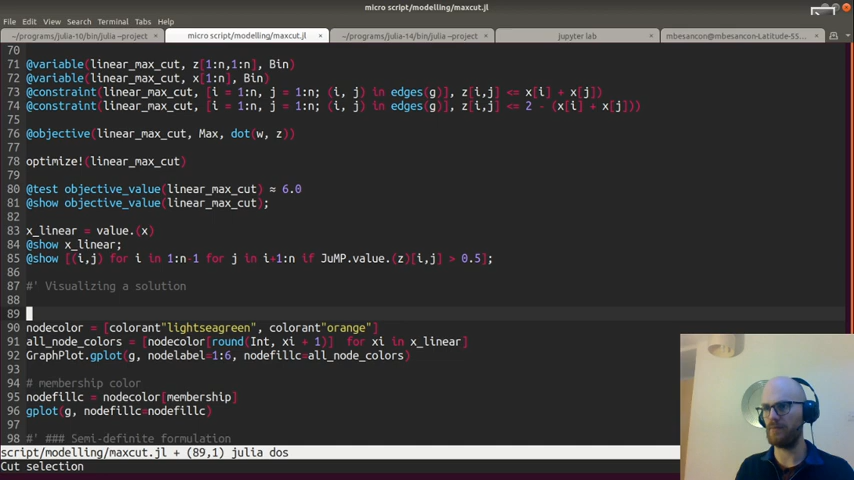 micro script/modelling/maxcut.jl
File Edit View Search Terminal Tabs Help
~/programs/julia-10/bin/julia --project × micro script/modelling/maxcut.jl × ~/programs/julia-14/bin/julia --project × jupyter lab × mbesancon@mbesancon-Latitude-55... ×
70
71 @variable(linear_max_cut, z[1:n,1:n], Bin)
72 @variable(linear_max_cut, x[1:n], Bin)
73 @constraint(linear_max_cut, [i = 1:n, j = 1:n; (i, j) in edges(g)], z[i,j] <= x[i] + x[j])
74 @constraint(linear_max_cut, [i = 1:n, j = 1:n; (i, j) in edges(g)], z[i,j] <= 2 - (x[i] + x[j]))
75
76 @objective(linear_max_cut, Max, dot(w, z))
77
78 optimize!(linear_max_cut)
79
80 @test objective_value(linear_max_cut) ≈ 6.0
81 @show objective_value(linear_max_cut);
82
83 x_linear = value.(x)
84 @show x_linear;
85 @show [(i,j) for i in 1:n-1 for j in i+1:n if JuMP.value.(z)[i,j] > 0.5];
86
87 #' Visualizing a solution
88
89
90 nodecolor = [colorant"lightseagreen", colorant"orange"]
91 all_node_colors = [nodecolor[round(Int, xi + 1)]  for xi in x_linear]
92 GraphPlot.gplot(g, nodelabel=1:6, nodefillc=all_node_colors)
93
94 # membership color
95 nodefillc = nodecolor[membership]
96 gplot(g, nodefillc=nodefillc)
97
98 #' ### Semi-definite formulation
script/modelling/maxcut.jl + (89,1) julia dos
Cut selection